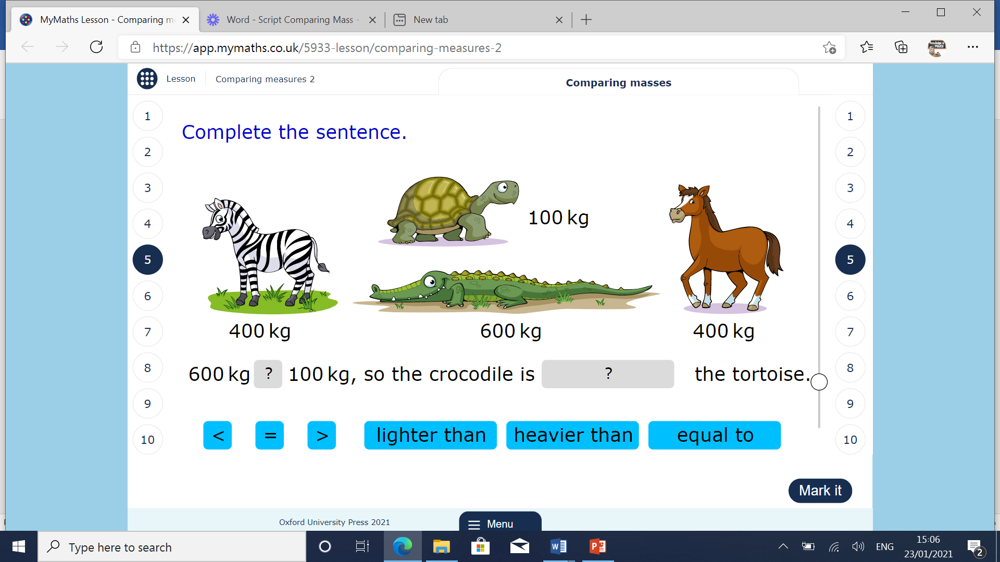 MyMaths Lesson - Comparing m
Word - Script Comparing Mass -
New tab
https://app.mymaths.co.uk/5933-lesson/comparing-measures-2
Lesson
Comparing measures 2
Comparing masses
1
2
3
4
5
6
7
8
9
10
Complete the sentence.
100 kg
400 kg
600 kg
400 kg
600 kg ? 100 kg, so the crocodile is ? the tortoise.
< = > lighter than heavier than equal to
1
2
3
4
5
6
7
8
9
10
Mark it
Oxford University Press 2021
Menu
Type here to search
ENG
15:06
23/01/2021
2